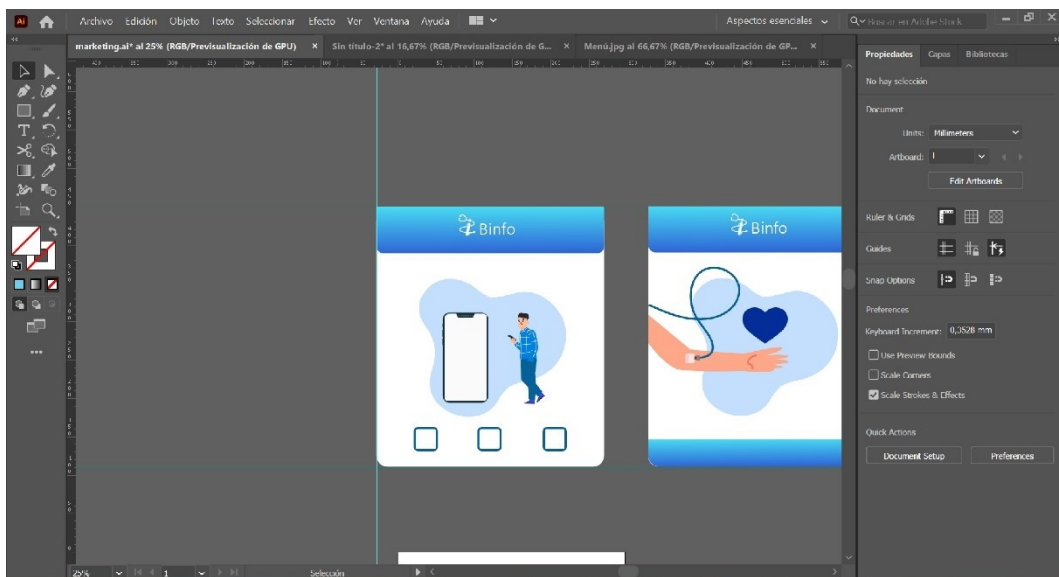 Ai Archivo Edición Objeto Texto Seleccionar Efecto Ver Ventana Ayuda Aspectos esenciales Buscar en Adobe Stock
marketing.ai* al 25% (RGB/Previsualización de GPU) × Sin título-2* al 16,67% (RGB/Previsualización de G... × Menú.jpg al 66,67% (RGB/Previsualización de GP... ×
Propiedades Capas Bibliotecas
No hay selección
Document
Units: Millimeters
Artboard: 1
Edit Artboards
Ruler & Grids
Guides
Snap Options
Preferences
Keyboard Increment: 0,3528 mm
Use Preview Bounds
Scale Corners
Scale Strokes & Effects
Quick Actions
Document Setup Preferences
Binfo
Binfo
25% 1 Selección